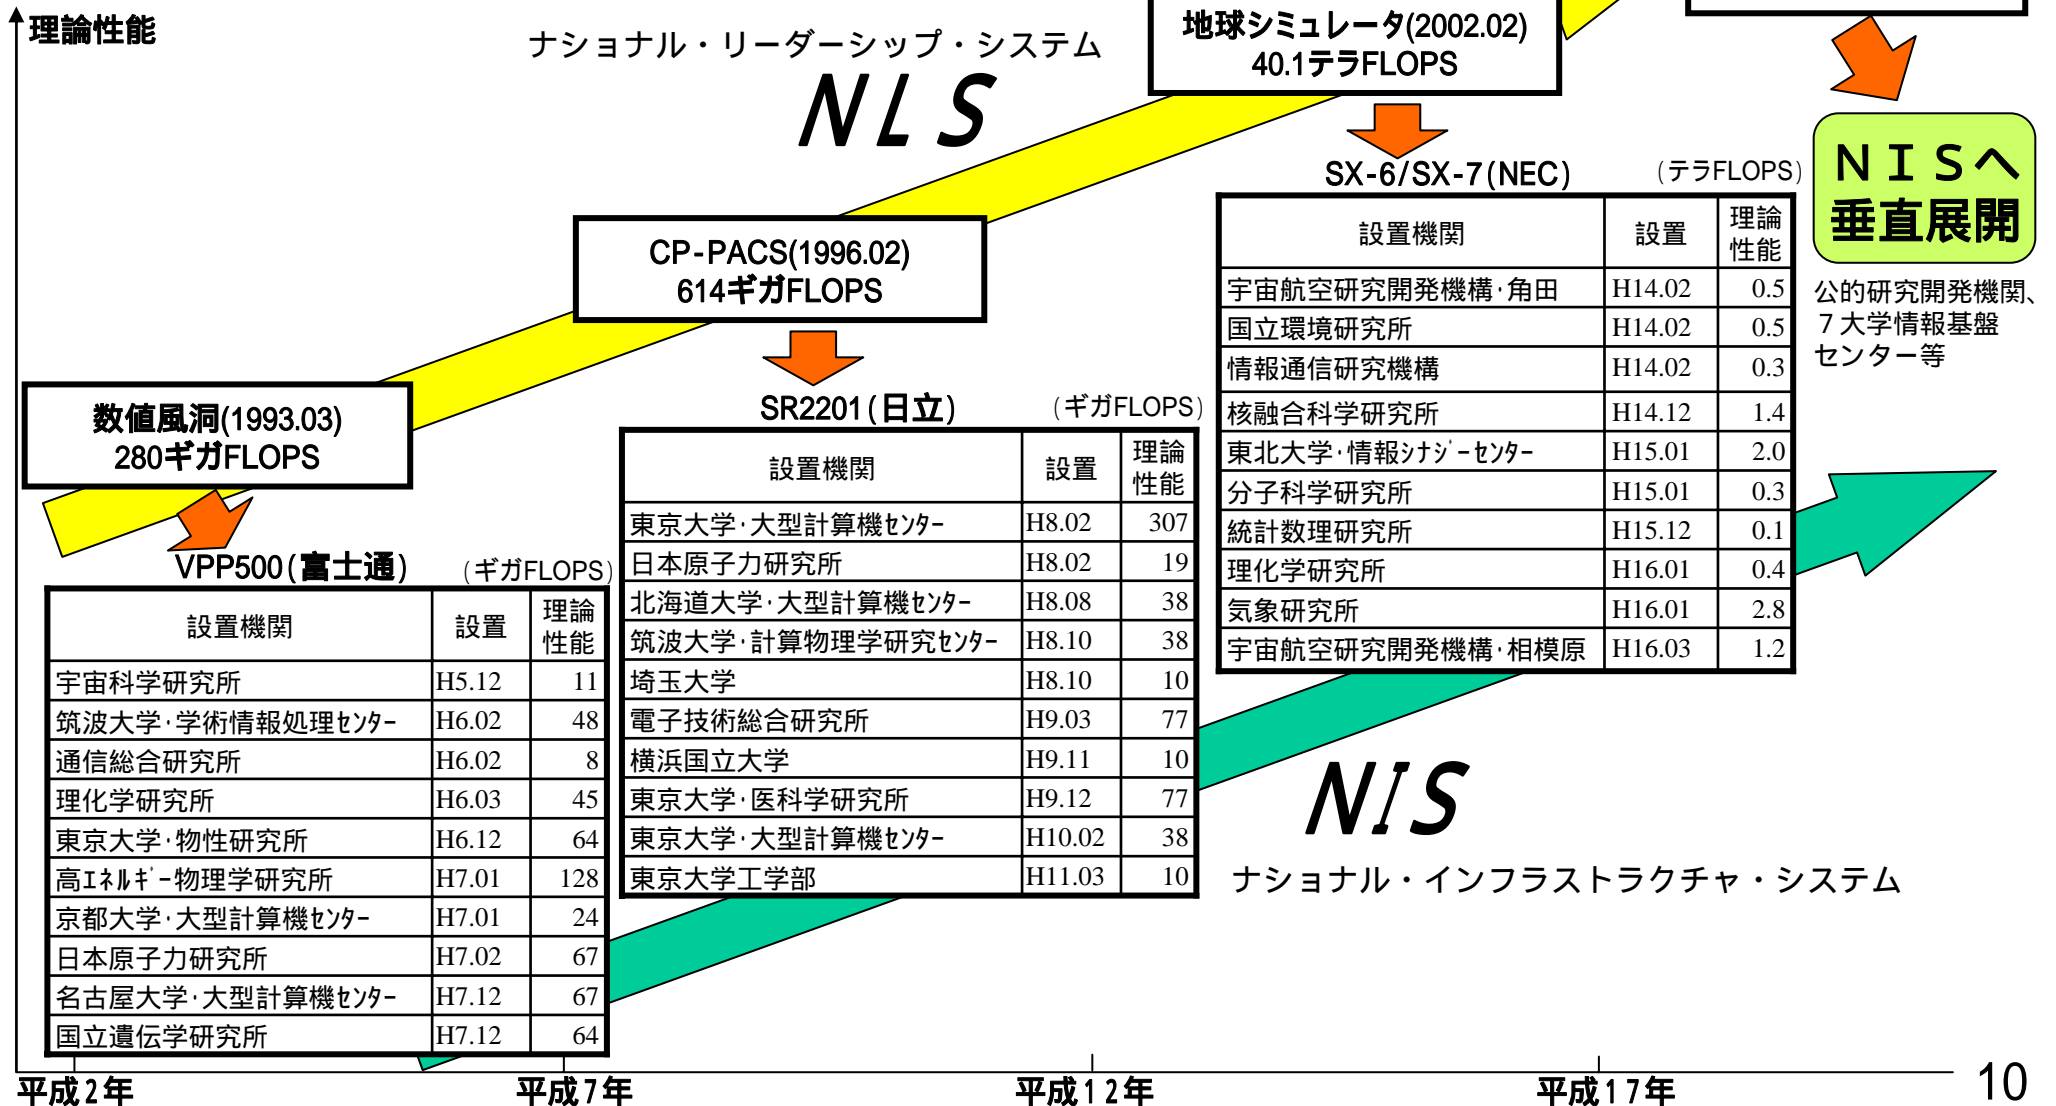 理論性能
ナショナル・リーダーシップ・システム
NLS
地球シミュレータ(2002.02)
40.1テラFLOPS
NISへ
垂直展開
公的研究開発機関、
７大学情報基盤
センター等
CP-PACS(1996.02)
614ギガFLOPS
数値風洞(1993.03)
280ギガFLOPS
VPP500(富士通) (ギガFLOPS)
設置機関 設置 理論性能
宇宙科学研究所 H5.12 11
筑波大学･学術情報処理ｾﾝﾀｰ H6.02 48
通信総合研究所 H6.02 8
理化学研究所 H6.03 45
東京大学･物性研究所 H6.12 64
高ｴﾈﾙｷﾞｰ物理学研究所 H7.01 128
京都大学･大型計算機ｾﾝﾀｰ H7.01 24
日本原子力研究所 H7.02 67
名古屋大学･大型計算機ｾﾝﾀｰ H7.12 67
国立遺伝学研究所 H7.12 64
SR2201(日立) (ギガFLOPS)
設置機関 設置 理論性能
東京大学･大型計算機ｾﾝﾀｰ H8.02 307
日本原子力研究所 H8.02 19
北海道大学･大型計算機ｾﾝﾀｰ H8.08 38
筑波大学･計算物理学研究ｾﾝﾀｰ H8.10 38
埼玉大学 H8.10 10
電子技術総合研究所 H9.03 77
横浜国立大学 H9.11 10
東京大学･医科学研究所 H9.12 77
東京大学･大型計算機ｾﾝﾀｰ H10.02 38
東京大学工学部 H11.03 10
SX-6/SX-7(NEC) (テラFLOPS)
設置機関 設置 理論性能
宇宙航空研究開発機構･角田 H14.02 0.5
国立環境研究所 H14.02 0.5
情報通信研究機構 H14.02 0.3
核融合科学研究所 H14.12 1.4
東北大学･情報ｼﾅｼﾞｰｾﾝﾀｰ H15.01 2.0
分子科学研究所 H15.01 0.3
統計数理研究所 H15.12 0.1
理化学研究所 H16.01 0.4
気象研究所 H16.01 2.8
宇宙航空研究開発機構･相模原 H16.03 1.2
NIS
ナショナル・インフラストラクチャ・システム
平成2年 平成7年 平成12年 平成17年
10